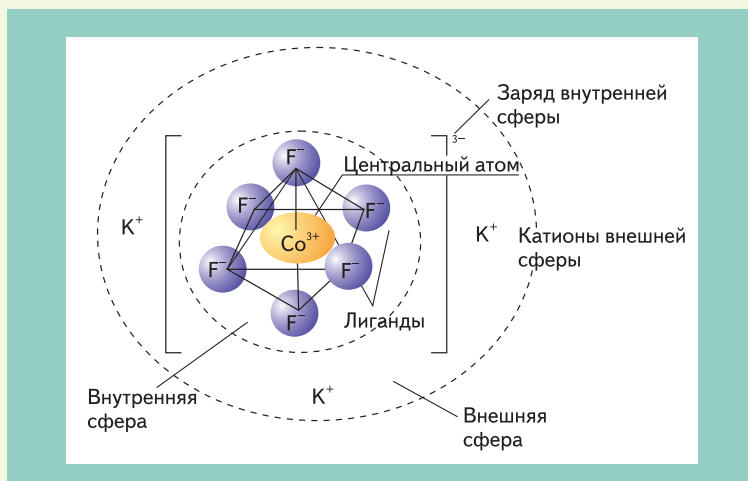 Заряд внутренней
сферы
3–
F⁻
Центральный атом
F⁻
F⁻
K⁺
Co³⁺
K⁺
Катионы внешней
сферы
F⁻
F⁻
F⁻
Лиганды
Внутренняя
сфера
K⁺
Внешняя
сфера